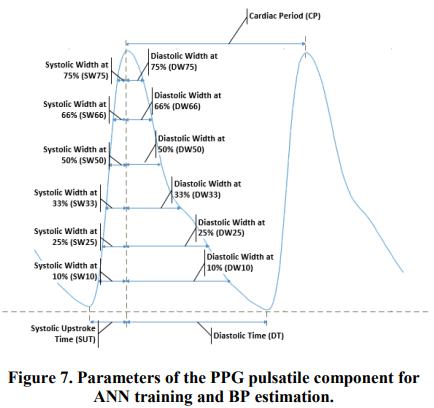 Cardiac Period (CP)
Systolic Width at
75% (SW75)
Diastolic Width at
75% (DW75)
Systolic Width at
66% (SW66)
Diastolic Width at
66% (DW66)
Systolic Width at
50% (SW50)
Diastolic Width at
50% (DW50)
Systolic Width at
33% (SW33)
Diastolic Width at
33% (DW33)
Systolic Width at
25% (SW25)
Diastolic Width at
25% (DW25)
Systolic Width at
10% (SW10)
Diastolic Width at
10% (DW10)
Systolic Upstroke
Time (SUT)
Diastolic Time (DT)
Figure 7. Parameters of the PPG pulsatile component for
ANN training and BP estimation.